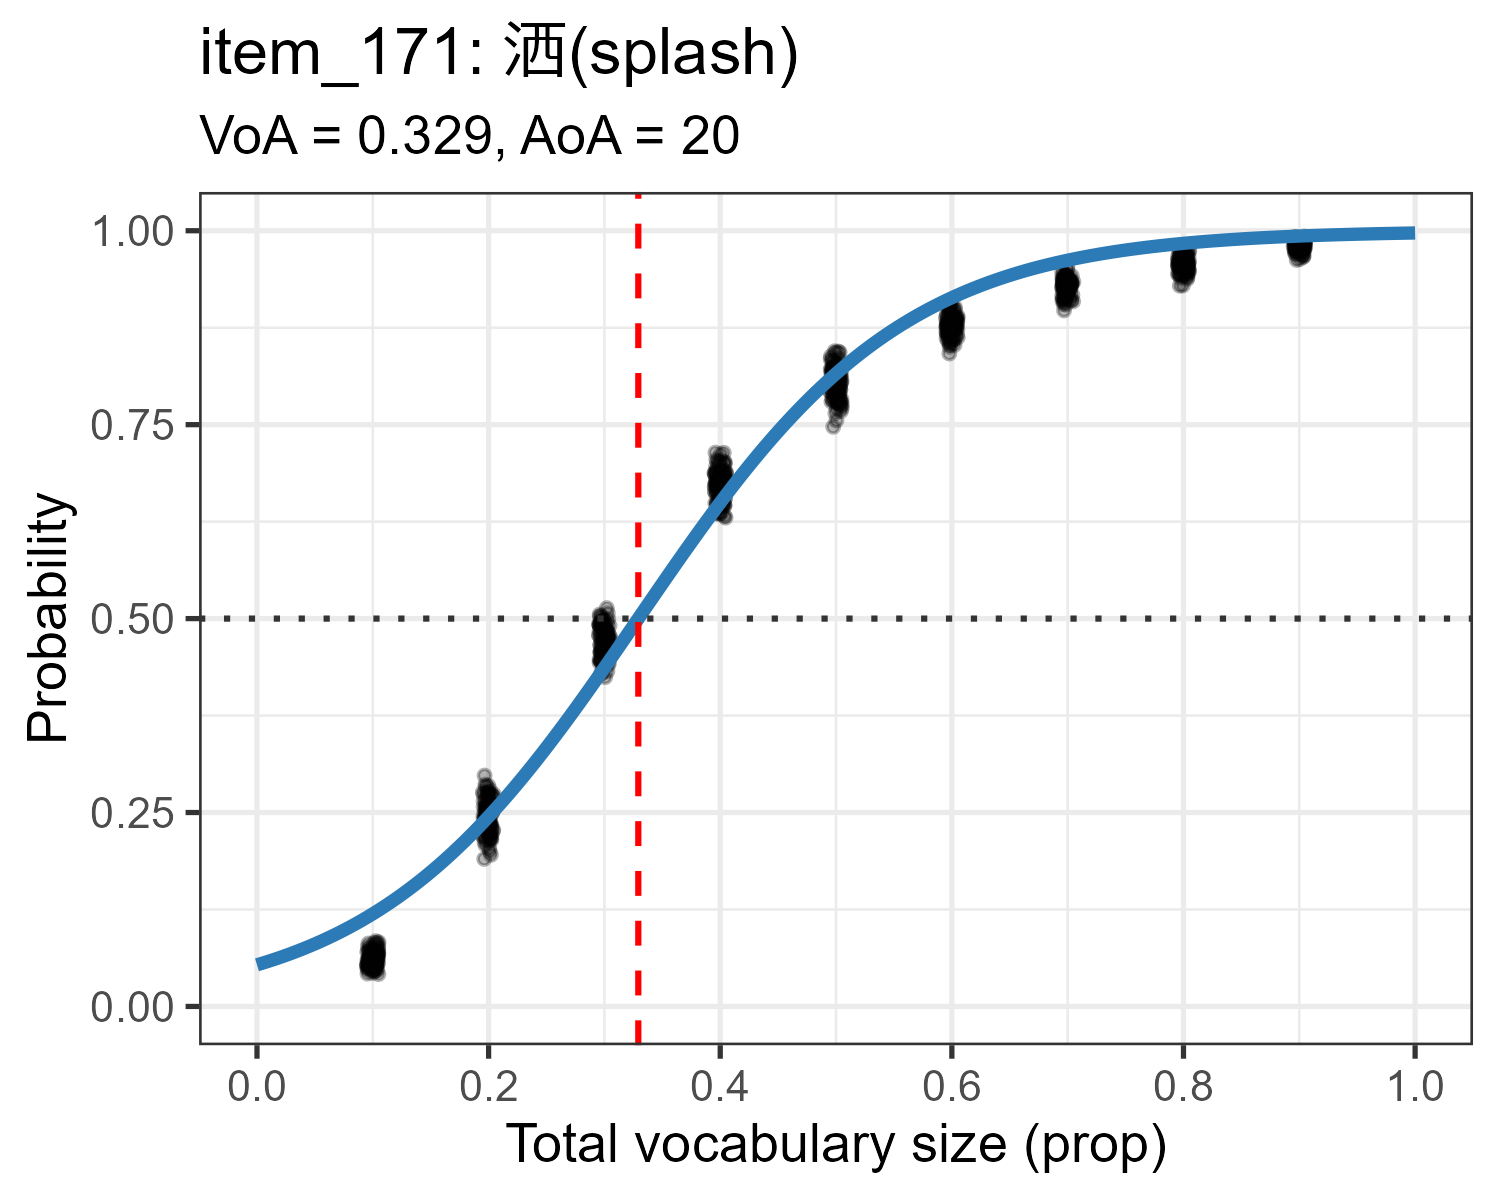 item_171: 洒(splash)
VoA = 0.329, AoA = 20
1.00
0.75
0.50
0.25
0.00
Probability
0.0 0.2 0.4 0.6 0.8 1.0
Total vocabulary size (prop)